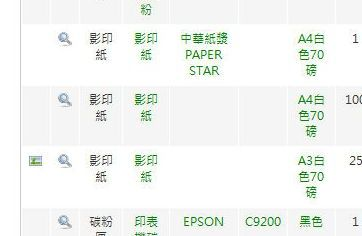 粉
影印 影印 中華紙漿 A4白 1
紙 紙 PAPER 色70
STAR 磅
影印 影印 A4白 100
紙 紙 色70
磅
影印 影印 A3白 25
紙 紙 色70
磅
碳粉 印表 EPSON C9200 黑色 1